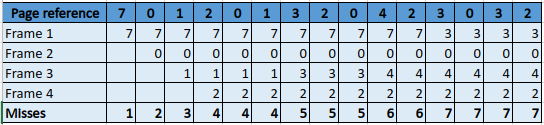 Page reference 7 0 1 2 0 1 3 2 0 4 2 3 0 3 2
Frame 1 7 7 7 7 7 7 7 7 7 7 7 3 3 3 3
Frame 2 0 0 0 0 0 0 0 0 0 0 0 0 0 0
Frame 3 1 1 1 1 3 3 3 4 4 4 4 4 4
Frame 4 2 2 2 2 2 2 2 2 2 2 2 2
MIsses 1 2 3 4 4 4 5 5 5 6 6 7 7 7 7